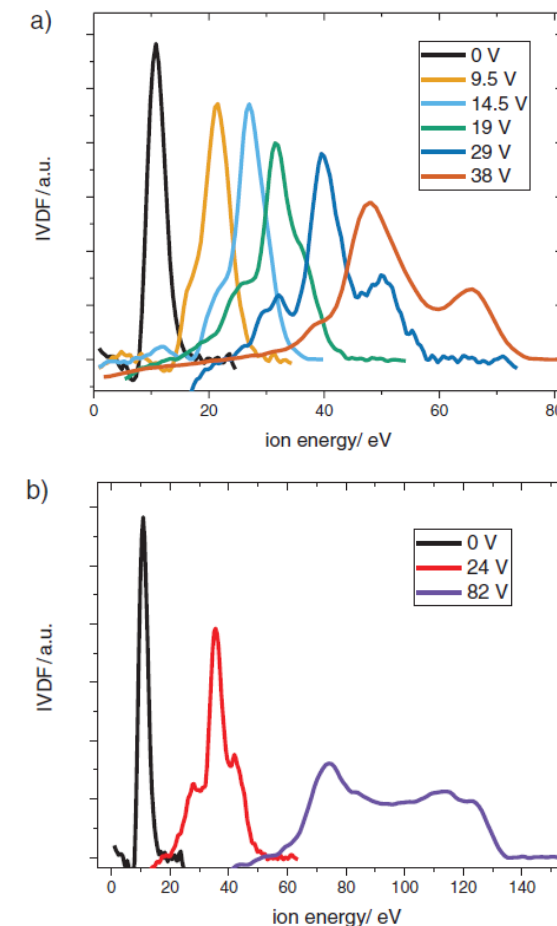 a)
IVDF/a.u.
0 V
9.5 V
14.5 V
19 V
29 V
38 V
0 20 40 60 80
ion energy/ eV
b)
IVDF/a.u.
0 V
24 V
82 V
0 20 40 60 80 100 120 140
ion energy/ eV